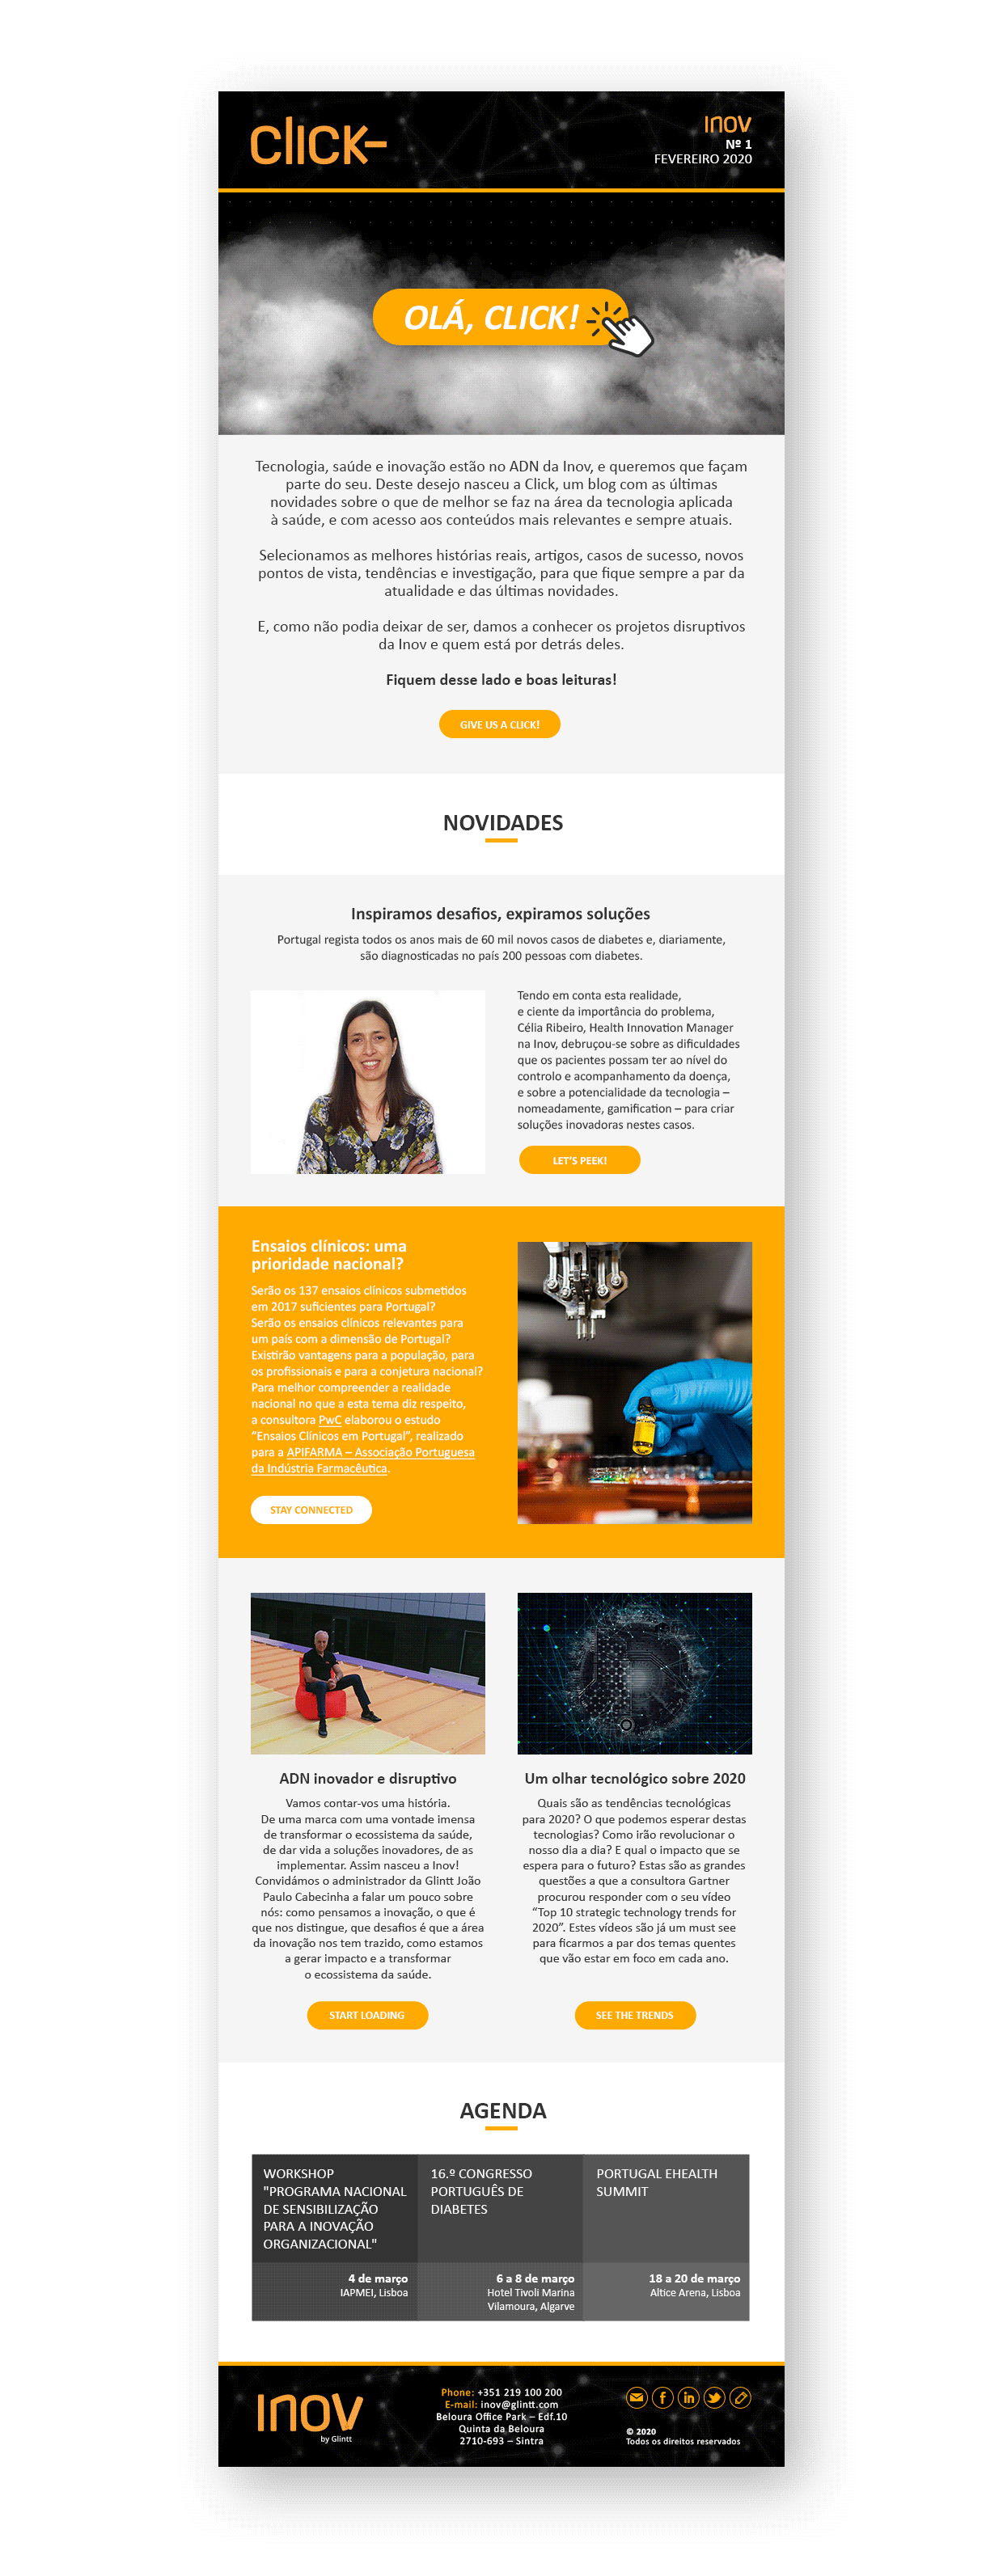 click-
inov
Nº 1
FEVEREIRO 2020
OLÁ, CLICK!
Tecnologia, saúde e inovação estão no ADN da Inov, e queremos que façam
parte do seu. Deste desejo nasceu a Click, um blog com as últimas
novidades sobre o que de melhor se faz na área da tecnologia aplicada
à saúde, e com acesso aos conteúdos mais relevantes e sempre atuais.
Selecionamos as melhores histórias reais, artigos, casos de sucesso, novos
pontos de vista, tendências e investigação, para que fique sempre a par da
atualidade e das últimas novidades.
E, como não podia deixar de ser, damos a conhecer os projetos disruptivos
da Inov e quem está por detrás deles.
Fiquem desse lado e boas leituras!
GIVE US A CLICK!
NOVIDADES
Inspiramos desafios, expiramos soluções
Portugal regista todos os anos mais de 60 mil novos casos de diabetes e, diariamente,
são diagnosticadas no país 200 pessoas com diabetes.
Tendo em conta esta realidade,
e ciente da importância do problema,
Célia Ribeiro, Health Innovation Manager
na Inov, debruçou-se sobre as dificuldades
que os pacientes possam ter ao nível do
controlo e acompanhamento da doença,
e sobre a potencialidade da tecnologia –
nomeadamente, gamification – para criar
soluções inovadoras nestes casos.
LET'S PEEK!
Ensaios clínicos: uma
prioridade nacional?
Serão os 137 ensaios clínicos submetidos
em 2017 suficientes para Portugal?
Serão os ensaios clínicos relevantes para
um país com a dimensão de Portugal?
Existirão vantagens para a população, para
os profissionais e para a conjetura nacional?
Para melhor compreender a realidade
nacional no que a esta tema diz respeito,
a consultora PwC elaborou o estudo
“Ensaios Clínicos em Portugal”, realizado
para a APIFARMA – Associação Portuguesa
da Indústria Farmacêutica.
STAY CONNECTED
ADN inovador e disruptivo
Vamos contar-vos uma história.
De uma marca com uma vontade imensa
de transformar o ecossistema da saúde,
de dar vida a soluções inovadores, de as
implementar. Assim nasceu a Inov!
Convidámos o administrador da Glintt João
Paulo Cabecinha a falar um pouco sobre
nós: como pensamos a inovação, o que é
que nos distingue, que desafios é que a área
da inovação nos tem trazido, como estamos
a gerar impacto e a transformar
o ecossistema da saúde.
START LOADING
Um olhar tecnológico sobre 2020
Quais são as tendências tecnológicas
para 2020? O que podemos esperar destas
tecnologias? Como irão revolucionar o
nosso dia a dia? E qual o impacto que se
espera para o futuro? Estas são as grandes
questões a que a consultora Gartner
procurou responder com o seu vídeo
“Top 10 strategic technology trends for
2020”. Estes vídeos são já um must see
para ficarmos a par dos temas quentes
que vão estar em foco em cada ano.
SEE THE TRENDS
AGENDA
WORKSHOP
"PROGRAMA NACIONAL
DE SENSIBILIZAÇÃO
PARA A INOVAÇÃO
ORGANIZACIONAL"
4 de março
IAPMEI, Lisboa
16.º CONGRESSO
PORTUGUÊS DE
DIABETES
6 a 8 de março
Hotel Tivoli Marina
Vilamoura, Algarve
PORTUGAL EHEALTH
SUMMIT
18 a 20 de março
Altice Arena, Lisboa
inov
by Glintt
Phone: +351 219 100 200
E-mail: inov@glintt.com
Beloura Office Park – Edf.10
Quinta da Beloura
2710-693 – Sintra
© 2020
Todos os direitos reservados